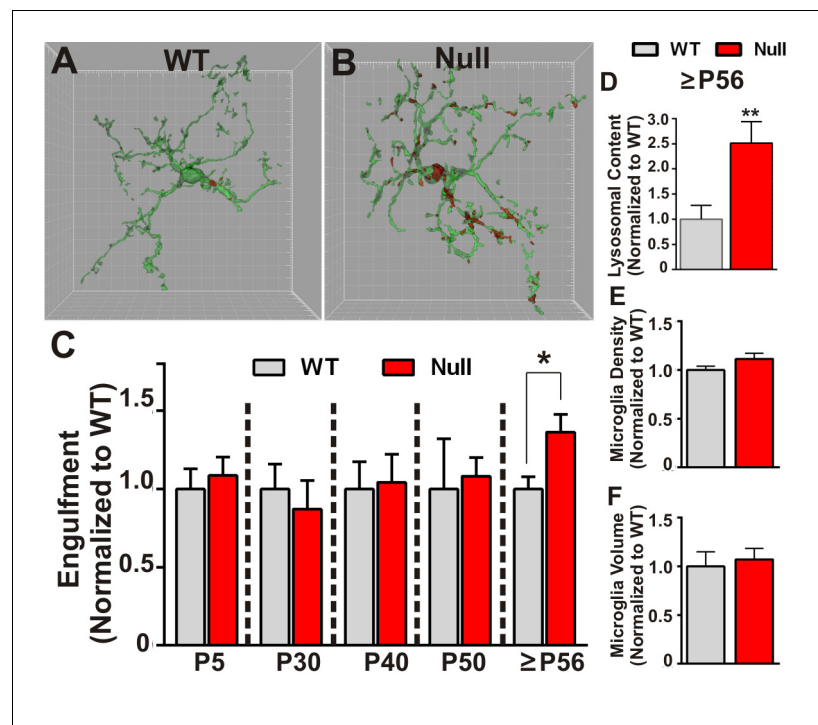 A WT
B Null
WT Null
D ≥P56
**
Lysosomal Content
(Normalized to WT)
3.0
2.5
2.0
1.5
1.0
0.5
0
E
Microglia Density
(Normalized to WT)
1.5
1.0
0.5
0
F
Microglia Volume
(Normalized to WT)
1.5
1.0
0.5
0
C
WT Null
*
Engulfment
(Normalized to WT)
1.5
1.0
0.5
0
P5 P30 P40 P50 ≥P56